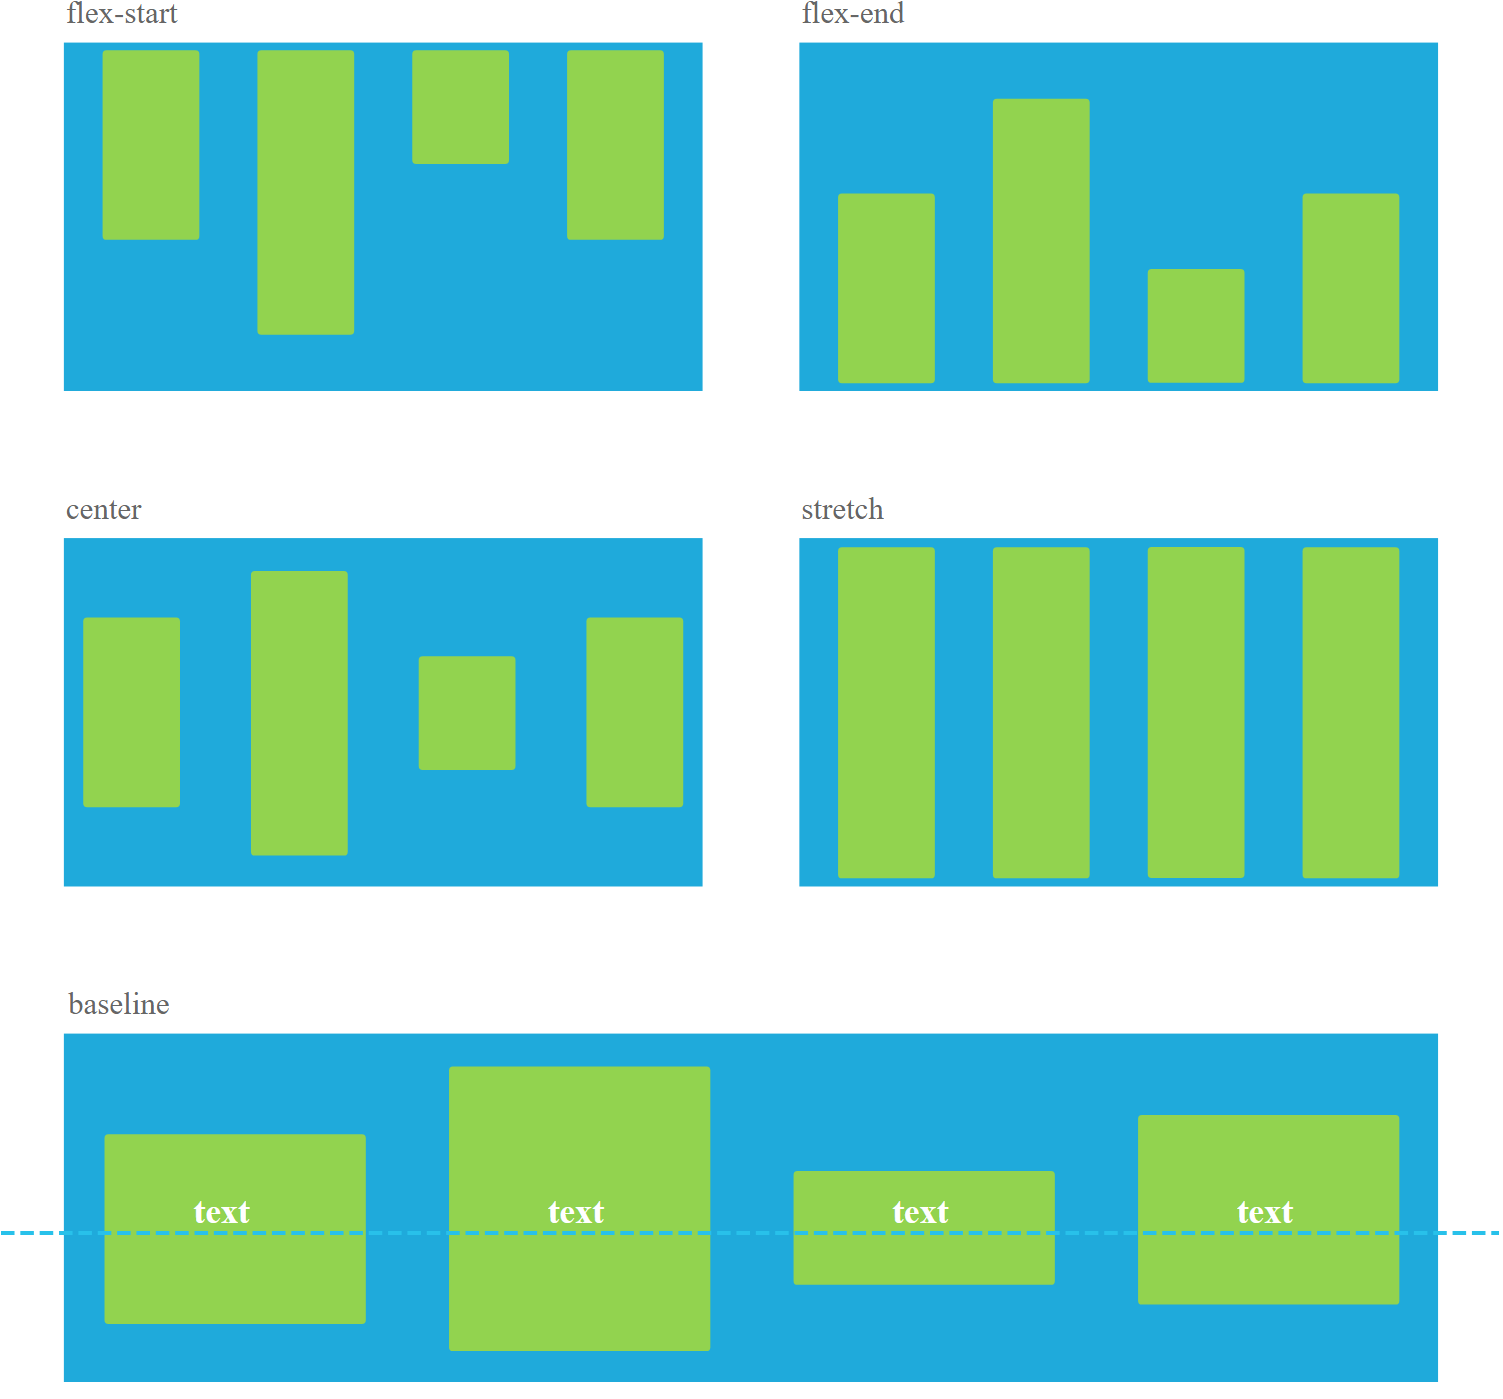 flex-start
flex-end
center
stretch
baseline
text
text
text
text